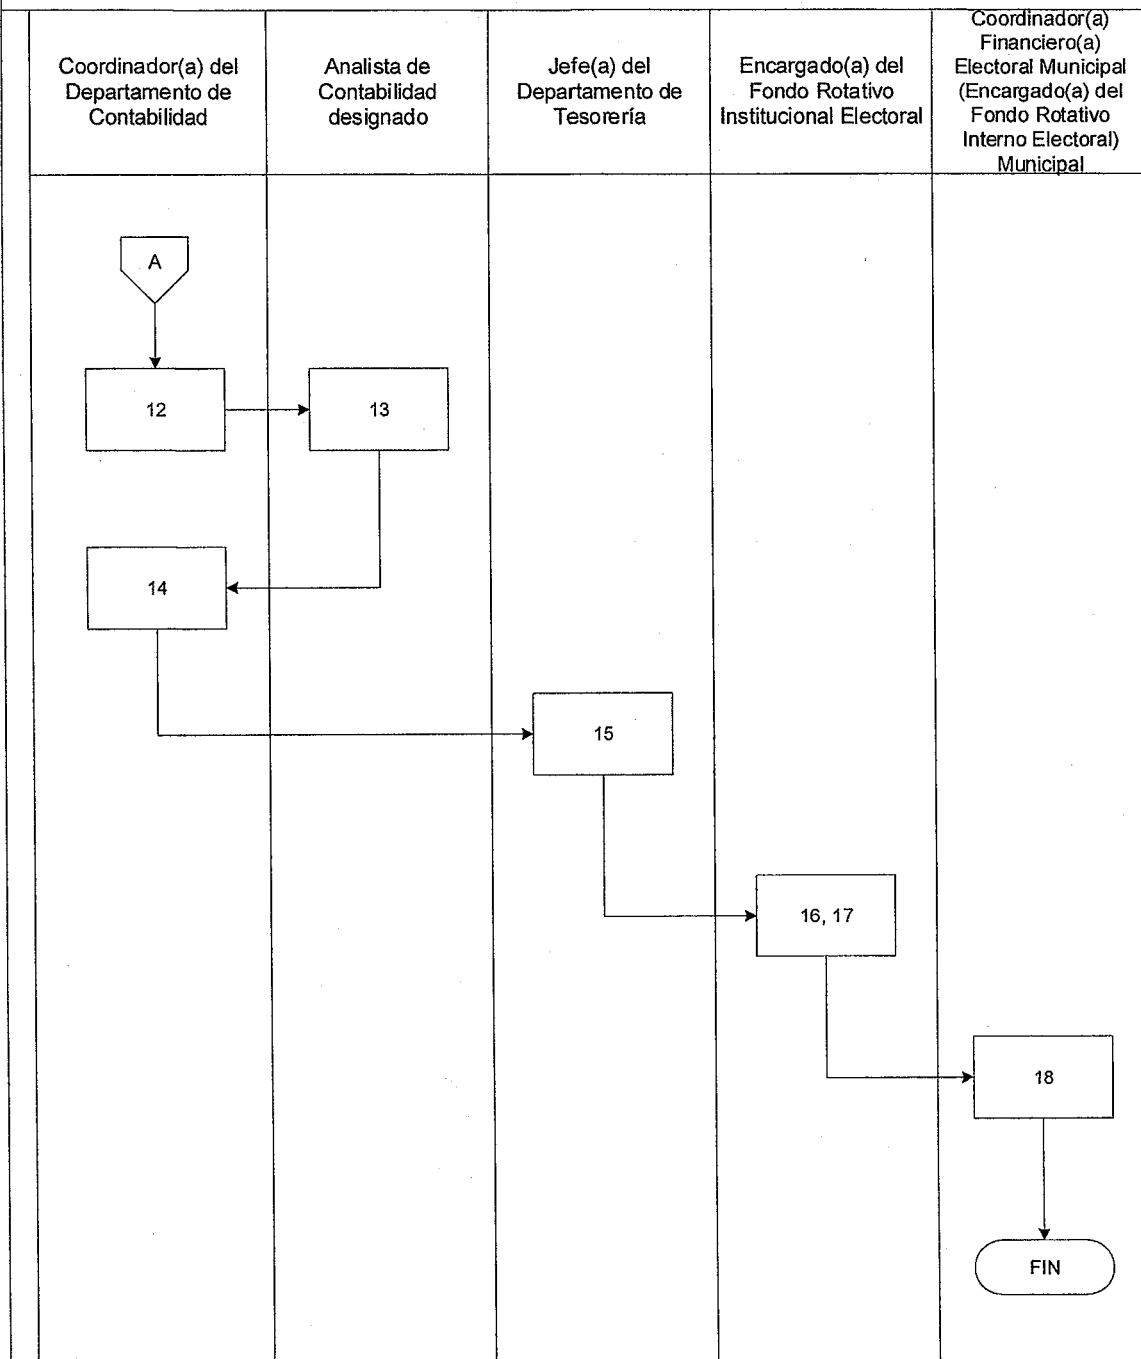 Coordinador(a) del
Departamento de
Contabilidad
Analista de
Contabilidad
designado
Jefe(a) del
Departamento de
Tesorería
Encargado(a) del
Fondo Rotativo
Institucional Electoral
Coordinador(a)
Financiero(a)
Electoral Municipal
(Encargado(a) del
Fondo Rotativo
Interno Electoral)
Municipal
A
12
13
14
15
16, 17
18
FIN